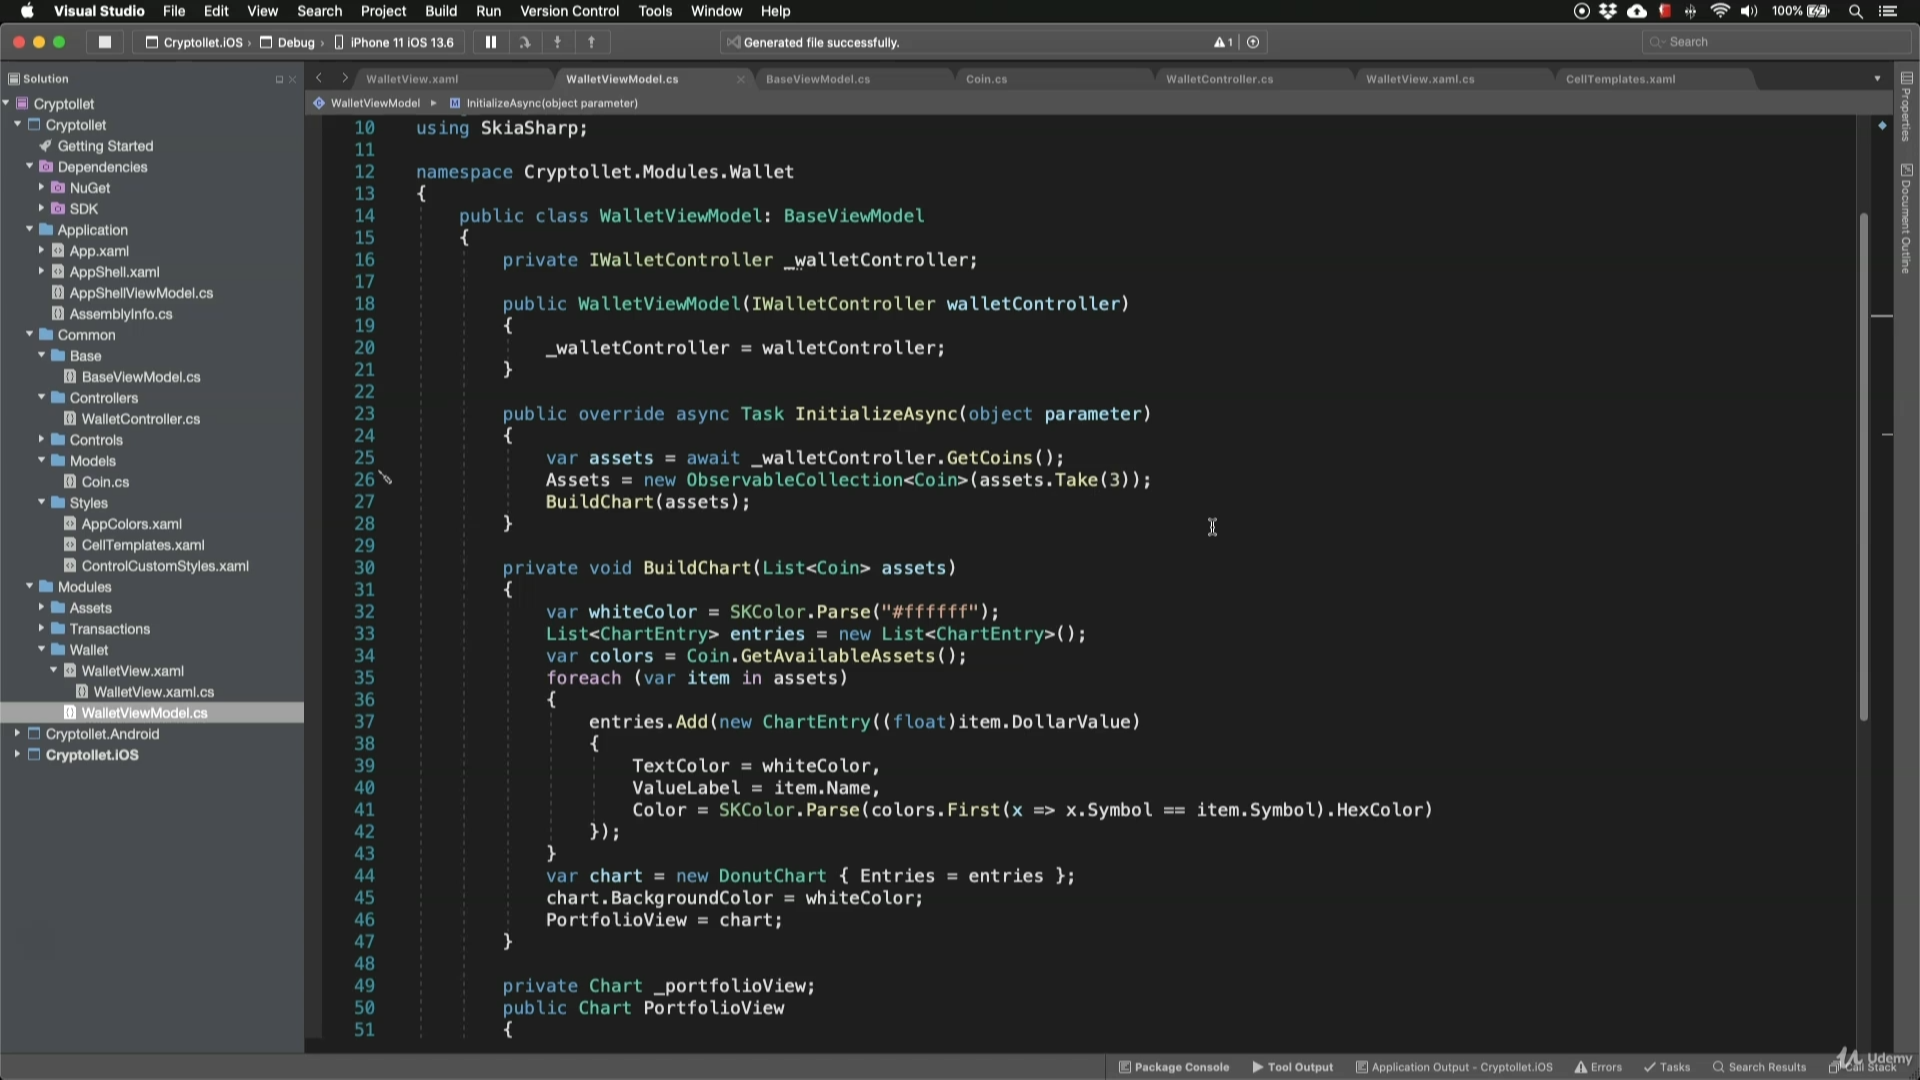 Visual Studio File Edit View Search Project Build Run Version Control Tools Window Help 100%
Cryptollet.iOS › Debug › iPhone 11 iOS 13.6 Generated file successfully. 1 Search
Solution
WalletView.xaml WalletViewModel.cs BaseViewModel.cs Coin.cs WalletController.cs WalletView.xaml.cs CellTemplates.xaml
WalletViewModel InitializeAsync(object parameter)
Cryptollet
Cryptollet
Getting Started
Dependencies
NuGet
SDK
Application
App.xaml
AppShell.xaml
AppShellViewModel.cs
AssemblyInfo.cs
Common
Base
BaseViewModel.cs
Controllers
WalletController.cs
Controls
Models
Coin.cs
Styles
AppColors.xaml
CellTemplates.xaml
ControlCustomStyles.xaml
Modules
Assets
Transactions
Wallet
WalletView.xaml
WalletView.xaml.cs
WalletViewModel.cs
Cryptollet.Android
Cryptollet.iOS
10 using SkiaSharp;
11
12 namespace Cryptollet.Modules.Wallet
13 {
14 public class WalletViewModel: BaseViewModel
15 {
16 private IWalletController _walletController;
17
18 public WalletViewModel(IWalletController walletController)
19 {
20 _walletController = walletController;
21 }
22
23 public override async Task InitializeAsync(object parameter)
24 {
25 var assets = await _walletController.GetCoins();
26 Assets = new ObservableCollection<Coin>(assets.Take(3));
27 BuildChart(assets);
28 }
29
30 private void BuildChart(List<Coin> assets)
31 {
32 var whiteColor = SKColor.Parse("#ffffff");
33 List<ChartEntry> entries = new List<ChartEntry>();
34 var colors = Coin.GetAvailableAssets();
35 foreach (var item in assets)
36 {
37 entries.Add(new ChartEntry((float)item.DollarValue)
38 {
39 TextColor = whiteColor,
40 ValueLabel = item.Name,
41 Color = SKColor.Parse(colors.First(x => x.Symbol == item.Symbol).HexColor)
42 });
43 }
44 var chart = new DonutChart { Entries = entries };
45 chart.BackgroundColor = whiteColor;
46 PortfolioView = chart;
47 }
48
49 private Chart _portfolioView;
50 public Chart PortfolioView
51 {
Properties
Document Outline
Package Console Tool Output Application Output - Cryptollet.iOS Errors Tasks Search Results Call Stack
Udemy